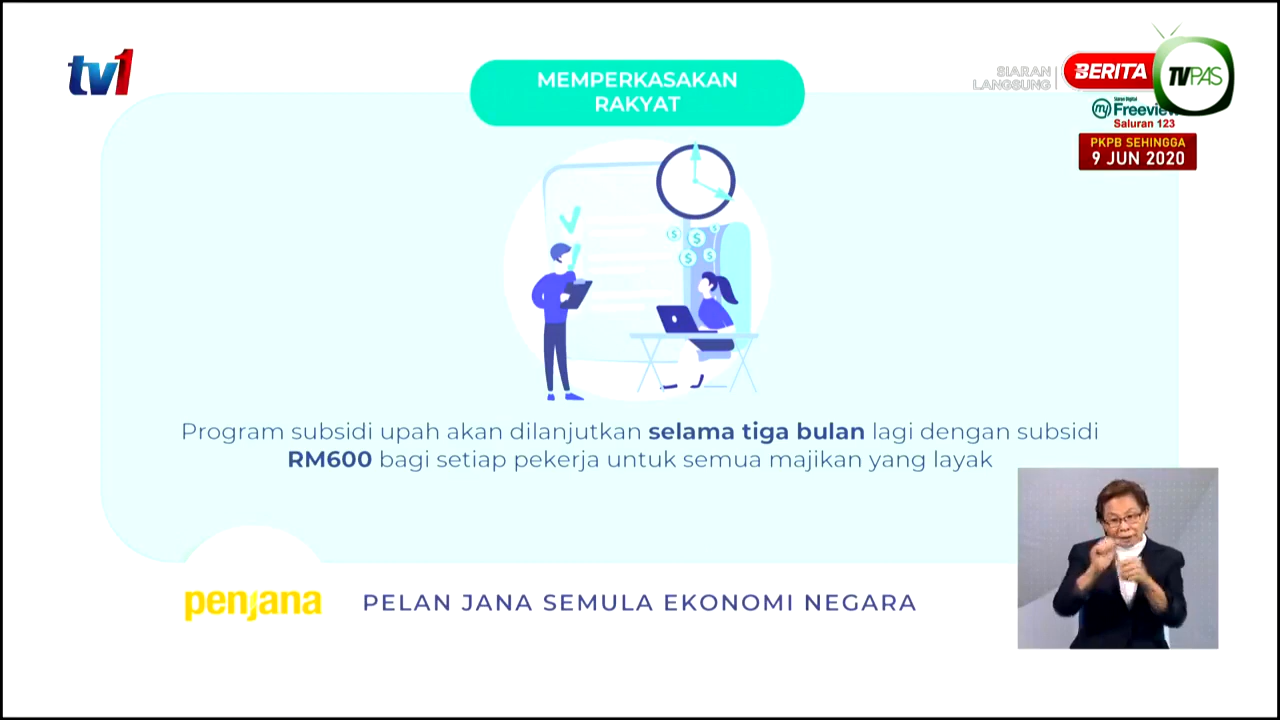 tv1
MEMPERKASAKAN
RAKYAT
SIARAN
LANGSUNG
BERITA
TVPAS
my Freeview
Saluran 123
PKPB SEHINGGA
9 JUN 2020
Program subsidi upah akan dilanjutkan selama tiga bulan lagi dengan subsidi
RM600 bagi setiap pekerja untuk semua majikan yang layak
penjana
PELAN JANA SEMULA EKONOMI NEGARA